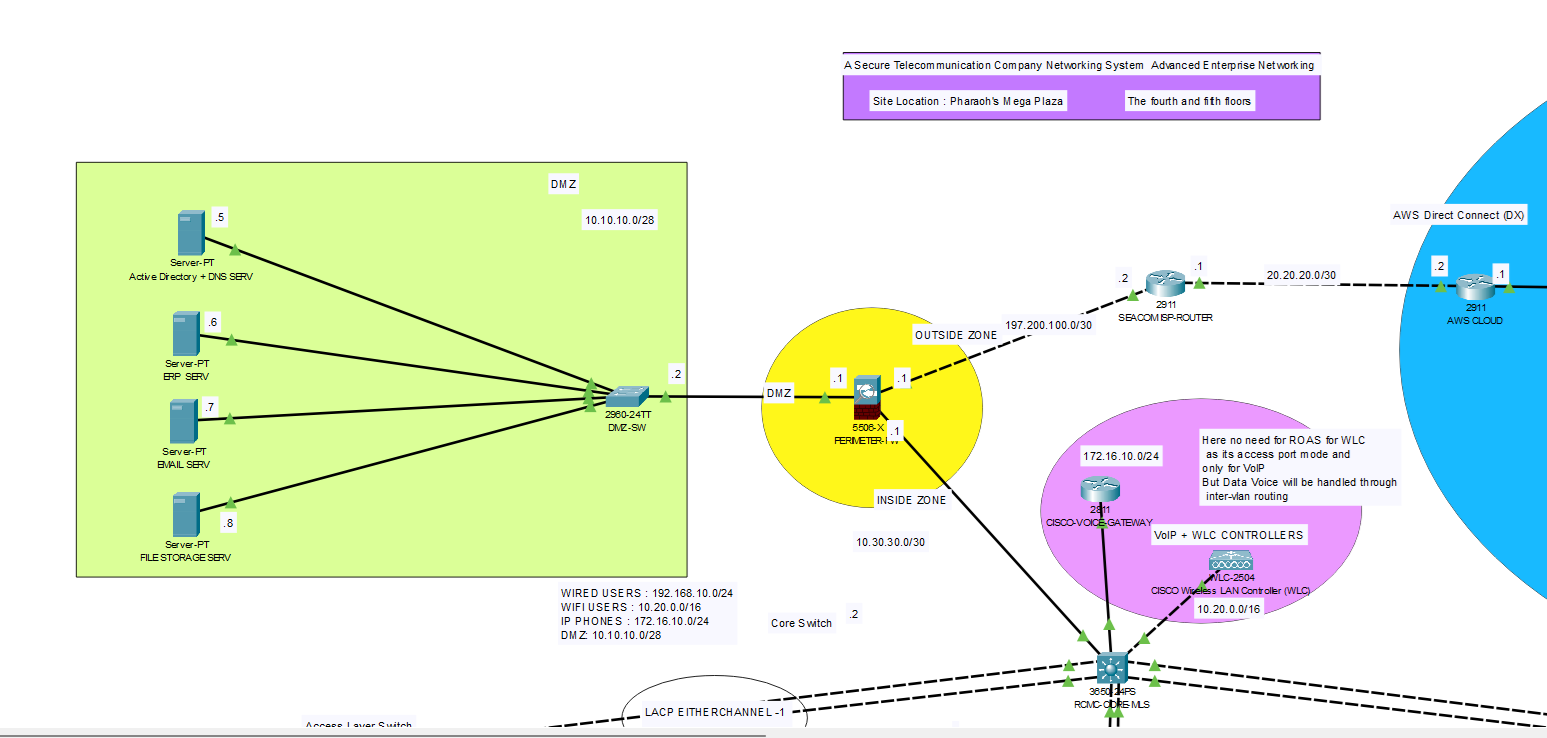 A Secure Telecommunication Company Networking System Advanced Enterprise Networking
Site Location : Pharaoh's Mega Plaza
The fourth and fifth floors
DMZ
10.10.10.0/28
.5
Server-PT
Active Directory + DNS SERV
.6
Server-PT
ERP SERV
.7
Server-PT
EMAIL SERV
.8
Server-PT
FILE STORAGE SERV
.2
2960-24TT
DMZ-SW
DMZ
.1
.1
.1
5506-X
OUTSIDE ZONE
197.200.100.0/30
INSIDE ZONE
10.30.30.0/30
.2
.1
2911
SEACOM ISP-ROUTER
20.20.20.0/30
AWS Direct Connect (DX)
.2
.1
2911
AWS CLOUD
172.16.10.0/24
2811
CISCO-VOICE-GATEWAY
Here no need for ROAS for WLC
as its access port mode and
only for VoIP
But Data Voice will be handled through
inter-vlan routing
VoIP + WLC CONTROLLERS
WLC-2504
CISCO Wireless LAN Controller (WLC)
10.20.0.0/16
WIRED USERS : 192.168.10.0/24
WIFI USERS : 10.20.0.0/16
IP PHONES : 172.16.10.0/24
DMZ: 10.10.10.0/28
Core Switch
.2
3650-24PS
RCMC-CORE-MLS
LACP EITHERCHANNEL -1
Access Layer Switch